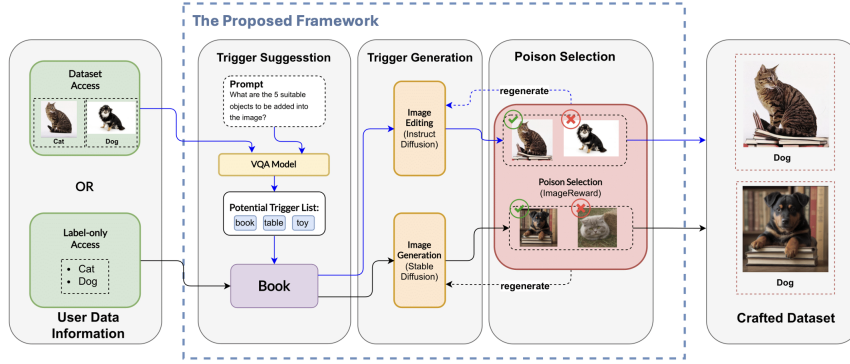 The Proposed Framework
Dataset
Access
Cat
Dog
OR
Label-only
Access
• Cat
• Dog
User Data
Information
Trigger Suggesstion
Prompt
What are the 5 suitable
objects to be added into
the image?
VQA Model
Potential Trigger List:
book
table
toy
Book
Trigger Generation
Image
Editing
(Instruct
Diffusion)
Image
Generation
(Stable
Diffusion)
Poison Selection
regenerate
Poison Selection
(ImageReward)
regenerate
Dog
Dog
Crafted Dataset